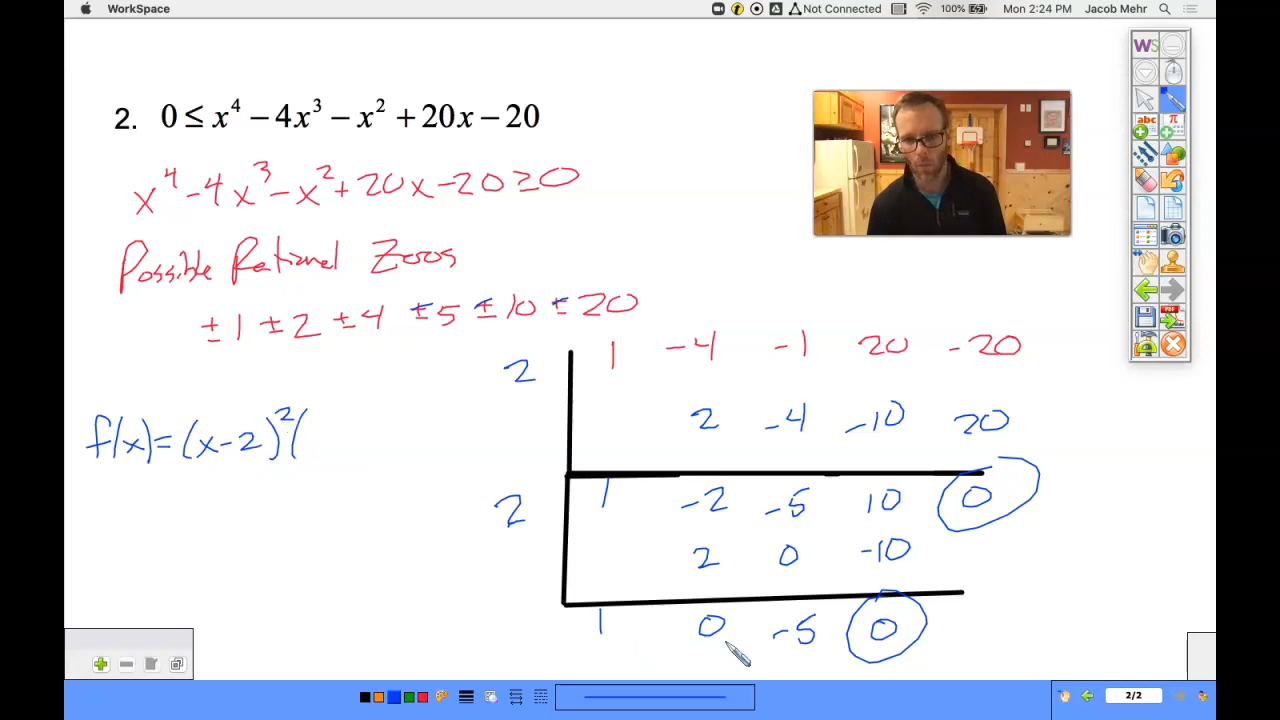 WorkSpace
Not Connected 100% Mon 2:24 PM Jacob Mehr
2. 0 ≤ x⁴ − 4x³ − x² + 20x − 20
x⁴ -4x³ -x² +20x -20 ≥0
Possible Rational Zeros
±1 ±2 ±4 ±5 ±10 ±20
2 1 -4 -1 20 -20
2 -4 -10 20
f(x)=(x-2)²(
2 1 -2 -5 10 0
2 0 -10
1 0 -5 0
WS
abc
π
PDF
2/2